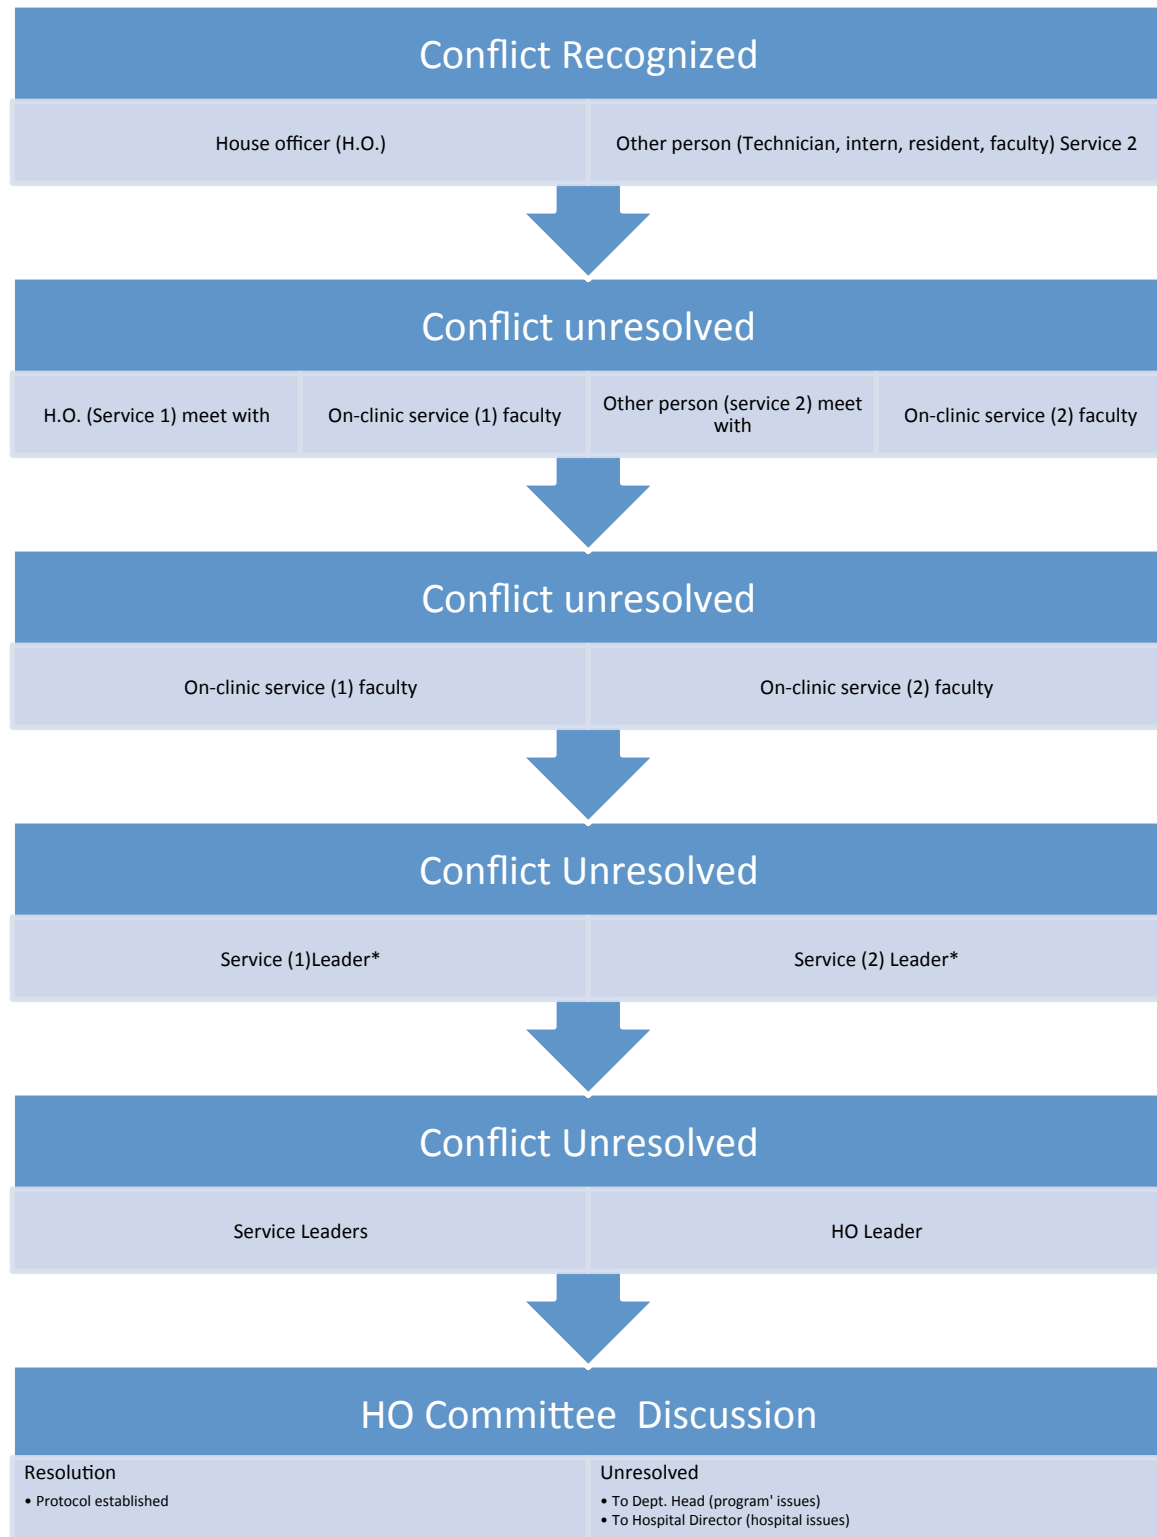 Conflict Recognized
House officer (H.O.)
Other person (Technician, intern, resident, faculty) Service 2
Conflict unresolved
H.O. (Service 1) meet with
On-clinic service (1) faculty
Other person (service 2) meet
with
On-clinic service (2) faculty
Conflict unresolved
On-clinic service (1) faculty
On-clinic service (2) faculty
Conflict Unresolved
Service (1)Leader*
Service (2) Leader*
Conflict Unresolved
Service Leaders
HO Leader
HO Committee  Discussion
Resolution
• Protocol established
Unresolved
• To Dept. Head (program' issues)
• To Hospital Director (hospital issues)